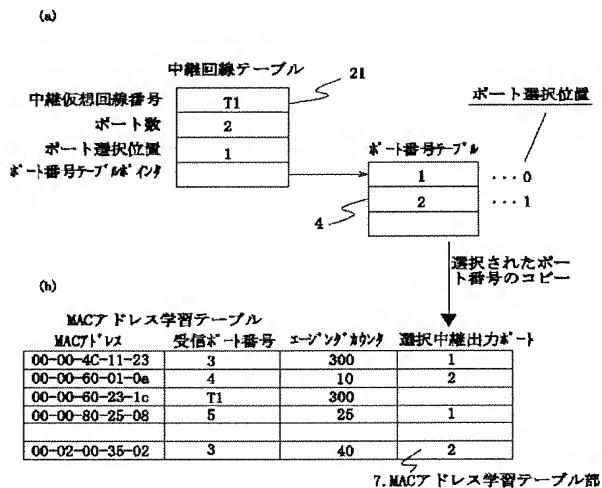 (a)
中継回線テーブル
21
中継仮想回線番号 T1
ポート数 2
ポート選択位置 1
ポート番号テーブルポインタ
ポート選択位置
ポート番号テーブル
1 ...0
2 ...1
4
選択されたポー
ト番号のコピー
(b)
MACアドレス学習テーブル
MACアドレス 受信ポート番号 エージングカウンタ 選択中継出力ポート
00-00-4C-11-23 3 300 1
00-00-60-01-0a 4 10 2
00-00-60-23-1c T1 300
00-00-80-25-08 5 25 1
00-02-00-35-02 3 40 2
7.MACアドレス学習テーブル部